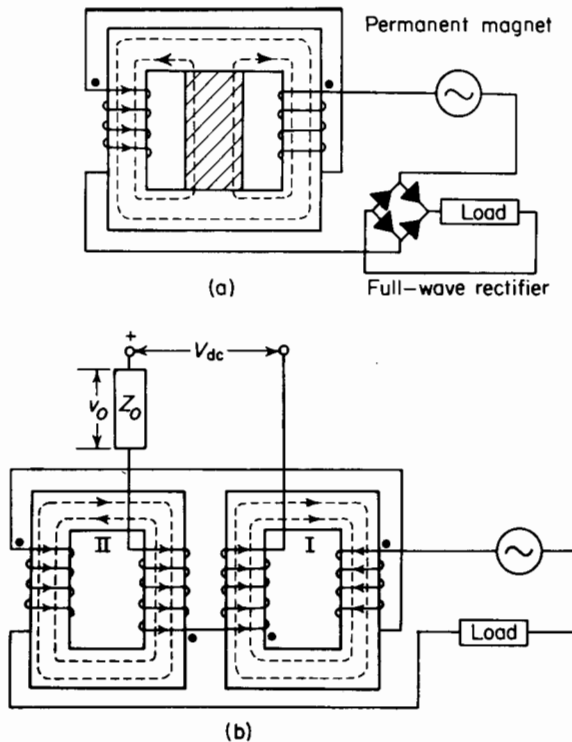 Permanent magnet
Load
(a)
Full-wave rectifier
+
V_dc
v_o
Z_o
II
I
Load
(b)